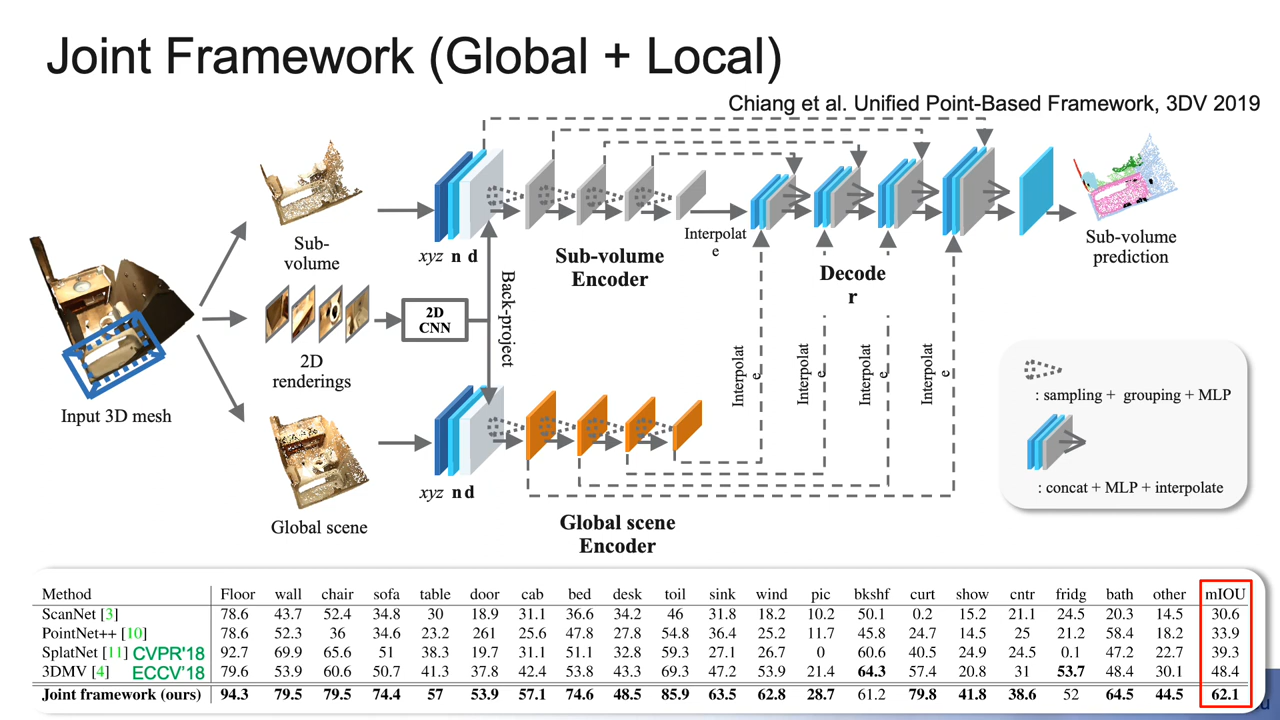 Joint Framework (Global + Local)
Chiang et al. Unified Point-Based Framework, 3DV 2019
Sub-
volume
xyz n d
Sub-volume
Encoder
Interpolat
e
Decode
r
Sub-volume
prediction
2D
CNN
Back-project
2D
renderings
Input 3D mesh
Interpolat
e
Interpolat
e
Interpolat
e
Interpolat
e
: sampling + grouping + MLP
: concat + MLP + interpolate
xyz n d
Global scene
Global scene
Encoder
Method Floor wall chair sofa table door cab bed desk toil sink wind pic bkshf curt show cntr fridg bath other mIOU
ScanNet [3] 78.6 43.7 52.4 34.8 30 18.9 31.1 36.6 34.2 46 31.8 18.2 10.2 50.1 0.2 15.2 21.1 24.5 20.3 14.5 30.6
PointNet++ [10] 78.6 52.3 36 34.6 23.2 261 25.6 47.8 27.8 54.8 36.4 25.2 11.7 45.8 24.7 14.5 25 21.2 58.4 18.2 33.9
SplatNet [11] CVPR'18 92.7 69.9 65.6 51 38.3 19.7 31.1 51.1 32.8 59.3 27.1 26.7 0 60.6 40.5 24.9 24.5 0.1 47.2 22.7 39.3
3DMV [4] ECCV'18 79.6 53.9 60.6 50.7 41.3 37.8 42.4 53.8 43.3 69.3 47.2 53.9 21.4 64.3 57.4 20.8 31 53.7 48.4 30.1 48.4
Joint framework (ours) 94.3 79.5 79.5 74.4 57 53.9 57.1 74.6 48.5 85.9 63.5 62.8 28.7 61.2 79.8 41.8 38.6 52 64.5 44.5 62.1